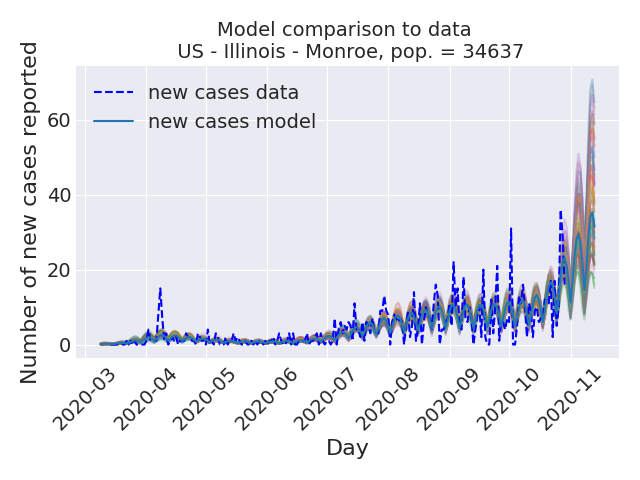 Model comparison to data
US - Illinois - Monroe, pop. = 34637
Number of new cases reported
new cases data
new cases model
60
40
20
0
2020-03
2020-04
2020-05
2020-06
2020-07
2020-08
2020-09
2020-10
2020-11
Day